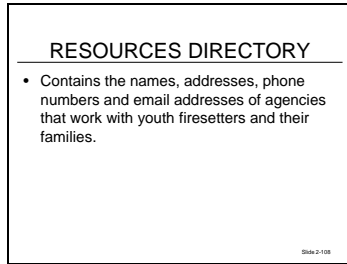 RESOURCES DIRECTORY
• Contains the names, addresses, phone
numbers and email addresses of agencies
that work with youth firesetters and their
families.
Slide 2-108